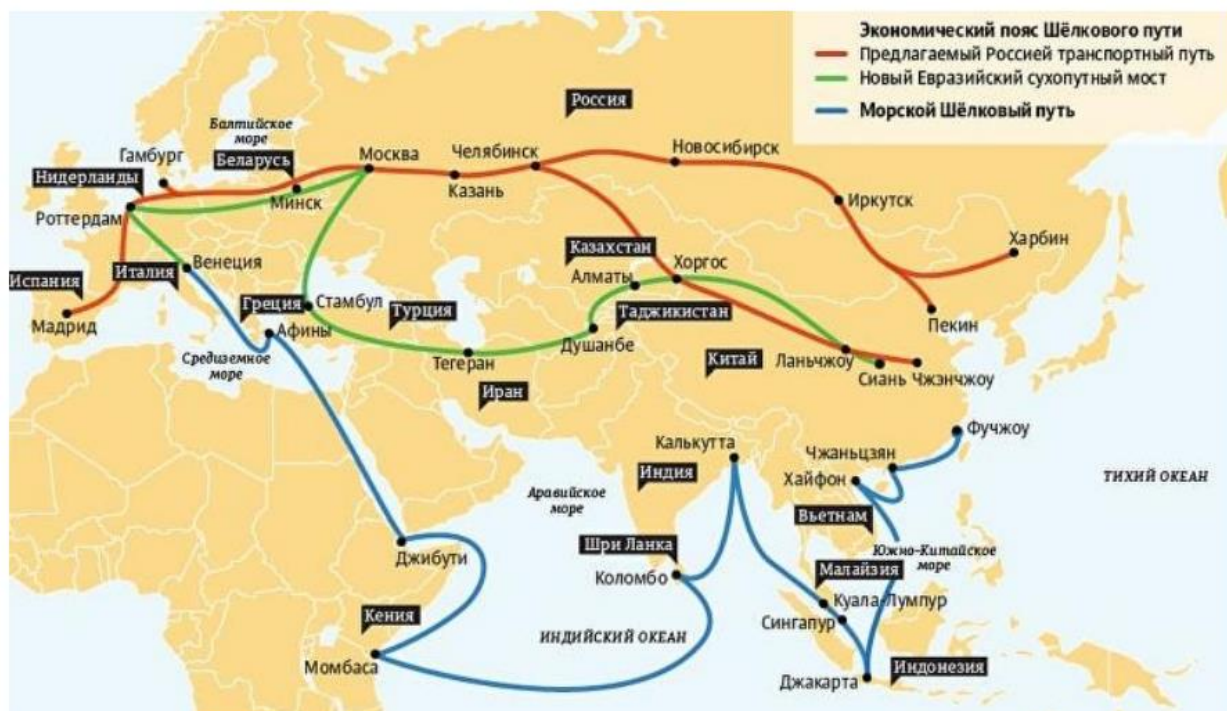 Экономический пояс Шёлкового пути
Предлагаемый Россией транспортный путь
Новый Евразийский сухопутный мост
Морской Шёлковый путь
Россия
Балтийское
море
Гамбург
Беларусь
Москва
Челябинск
Новосибирск
Нидерланды
Минск
Казань
Роттердам
Иркутск
Харбин
Казахстан
Хоргос
Испания
Италия
Венеция
Алматы
Греция
Стамбул
Турция
Таджикистан
Мадрид
Афины
Пекин
Душанбе
Средиземное
море
Тегеран
Китай
Ланьчжоу
Сиань
Чжэнчжоу
Иран
Фучжоу
Калькутта
Чжаньцзян
Индия
Хайфон
ТИХИЙ ОКЕАН
Аравийское
море
Вьетнам
Джибути
Шри Ланка
Южно-Китайское
море
Коломбо
Малайзия
Куала-Лумпур
Кения
Сингапур
ИНДИЙСКИЙ ОКЕАН
Момбаса
Индонезия
Джакарта